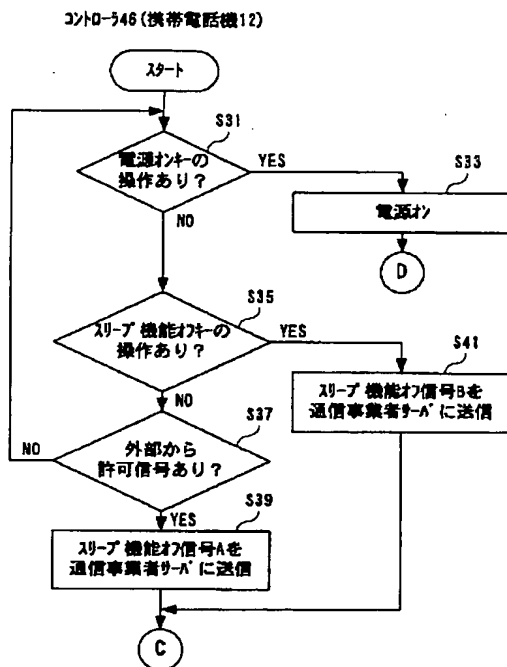 コントローラ46(携帯電話機12)
スタート
S31
電源オンキーの
操作あり?
YES
NO
S33
電源オン
D
S35
スリープ機能オフキーの
操作あり?
YES
NO
S41
スリープ機能オフ信号Bを
通信事業者サーバに送信
S37
外部から
許可信号あり?
NO
YES
S39
スリープ機能オフ信号Aを
通信事業者サーバに送信
C